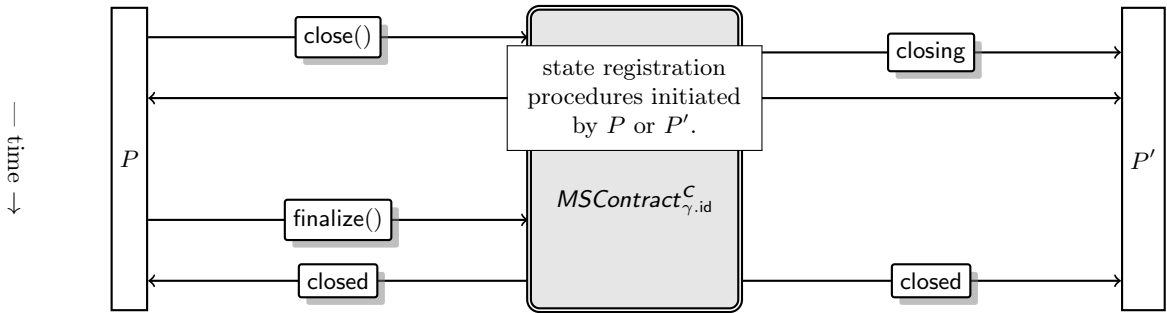 close()
closing
state registration
procedures initiated
by P or P′.
— time →
P
P′
MSContract^C_γ.id
finalize()
closed
closed